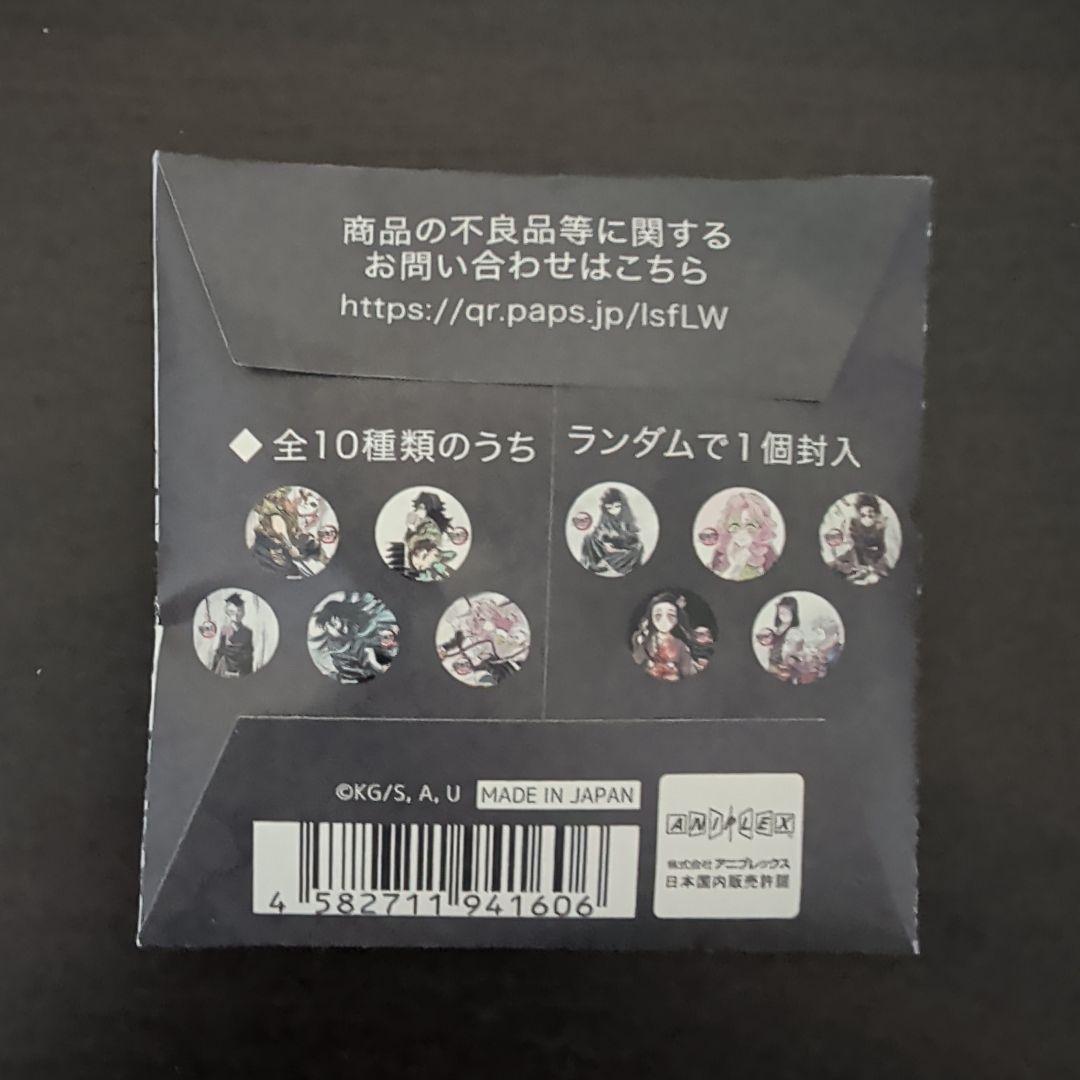 商品の不良品等に関する
お問い合わせはこちら
https://qr.paps.jp/lsfLW
◆ 全10種類のうち ランダムで1個封入
©KG/S, A, U MADE IN JAPAN
ANIPLEX
株式会社 アニプレックス
日本国内販売許諾
4 582711 941606